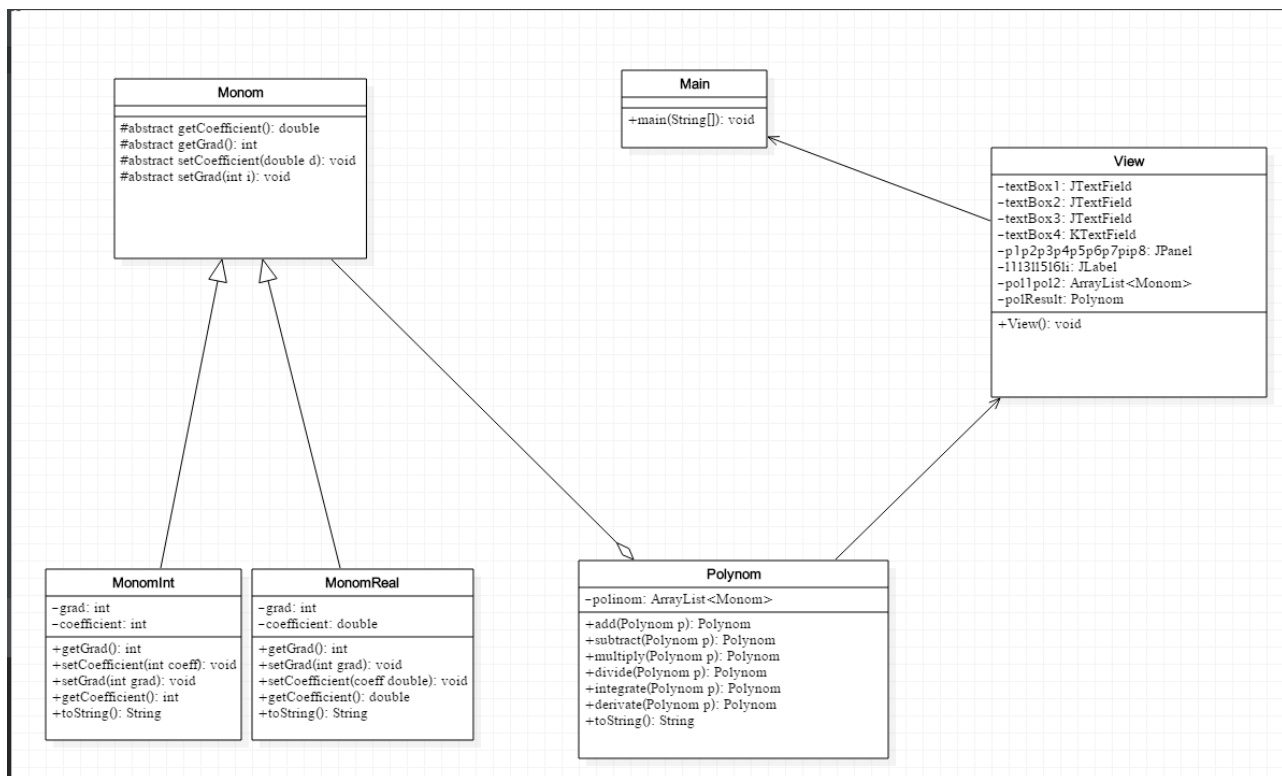 Monom
#abstract getCoefficient(): double
#abstract getGrad(): int
#abstract setCoefficient(double d): void
#abstract setGrad(int i): void
Main
+main(String[]): void
View
-textBox1: JTextField
-textBox2: JTextField
-textBox3: JTextField
-textBox4: KTextField
-p1p2p3p4p5p6p7pip8: JPanel
-l1l3l1l5l6li: JLabel
-pol1pol2: ArrayList<Monom>
-polResult: Polynom
+View(): void
MonomInt
-grad: int
-coefficient: int
+getGrad(): int
+setCoefficient(int coeff): void
+setGrad(int grad): void
+getCoefficient(): int
+toString(): String
MonomReal
-grad: int
-coefficient: double
+getGrad(): int
+setGrad(int grad): void
+setCoefficient(coeff double): void
+getCoefficient(): double
+toString(): String
Polynom
-polinom: ArrayList<Monom>
+add(Polynom p): Polynom
+subtract(Polynom p): Polynom
+multiply(Polynom p): Polynom
+divide(Polynom p): Polynom
+integrate(Polynom p): Polynom
+derivate(Polynom p): Polynom
+toString(): String